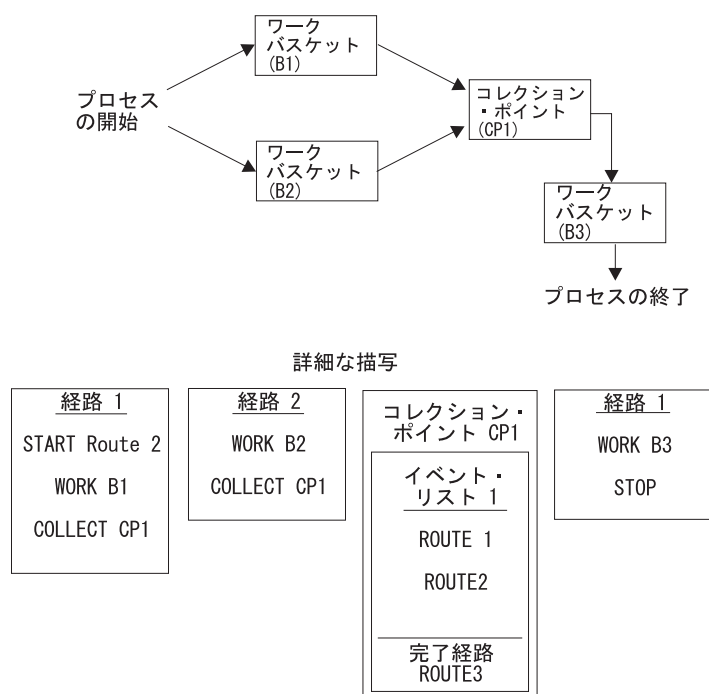 ワーク
バスケット
(B1)
プロセス
の開始
コレクション
・ポイント
(CP1)
ワーク
バスケット
(B2)
ワーク
バスケット
(B3)
プロセスの終了
詳細な描写
経路 1
START Route 2
WORK B1
COLLECT CP1
経路 2
WORK B2
COLLECT CP1
コレクション・
ポイント CP1
イベント・
リスト 1
ROUTE 1
ROUTE2
完了経路
ROUTE3
経路 1
WORK B3
STOP